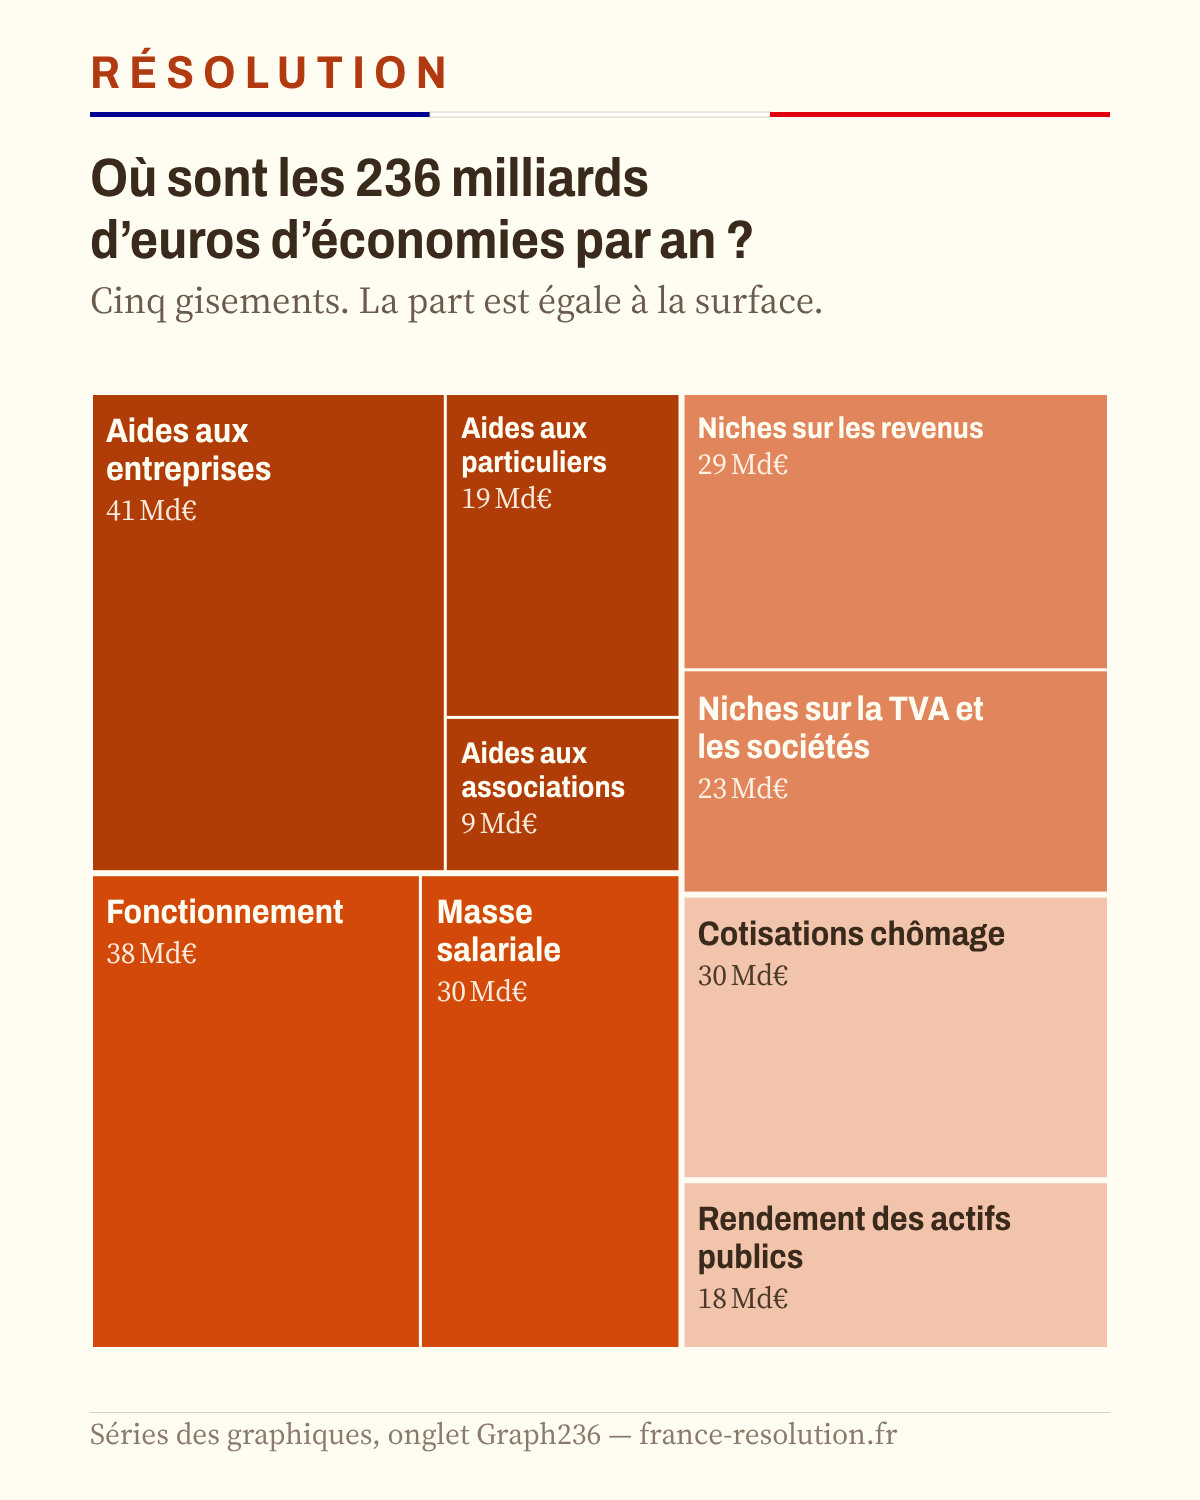 RÉSOLUTION
Où sont les 236 milliards
d’euros d’économies par an ?
Cinq gisements. La part est égale à la surface.
Aides aux
entreprises
41 Md€
Aides aux
particuliers
19 Md€
Aides aux
associations
9 Md€
Niches sur les revenus
29 Md€
Niches sur la TVA et
les sociétés
23 Md€
Fonctionnement
38 Md€
Masse
salariale
30 Md€
Cotisations chômage
30 Md€
Rendement des actifs
publics
18 Md€
Séries des graphiques, onglet Graph236 — france-resolution.fr